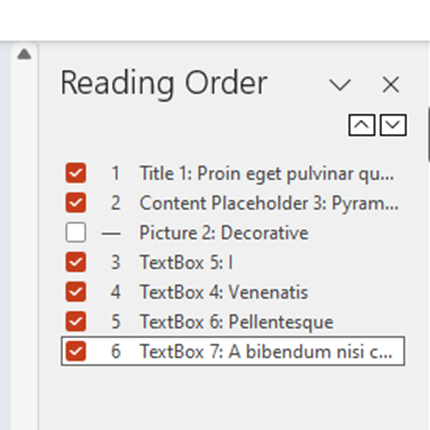 Reading Order
1 Title 1: Proin eget pulvinar qu...
2 Content Placeholder 3: Pyram...
— Picture 2: Decorative
3 TextBox 5: I
4 TextBox 4: Venenatis
5 TextBox 6: Pellentesque
6 TextBox 7: A bibendum nisi c...